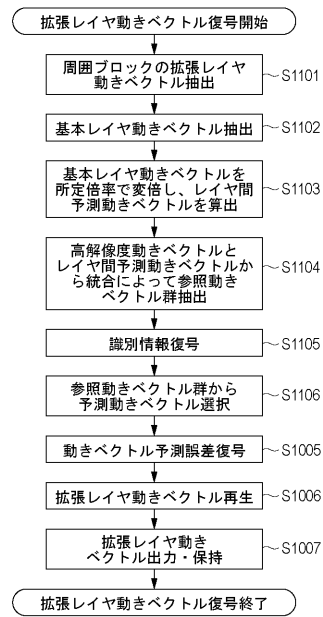 拡張レイヤ動きベクトル復号開始
周囲ブロックの拡張レイヤ
動きベクトル抽出
S1101
基本レイヤ動きベクトル抽出
S1102
基本レイヤ動きベクトルを
所定倍率で変倍し、レイヤ間
予測動きベクトルを算出
S1103
高解像度動きベクトルと
レイヤ間予測動きベクトルか
ら統合によって参照動き
ベクトル群抽出
S1104
識別情報復号
S1105
参照動きベクトル群から
予測動きベクトル選択
S1106
動きベクトル予測誤差復号
S1005
拡張レイヤ動きベクトル再生
S1006
拡張レイヤ動き
ベクトル出力・保持
S1007
拡張レイヤ動きベクトル復号終了